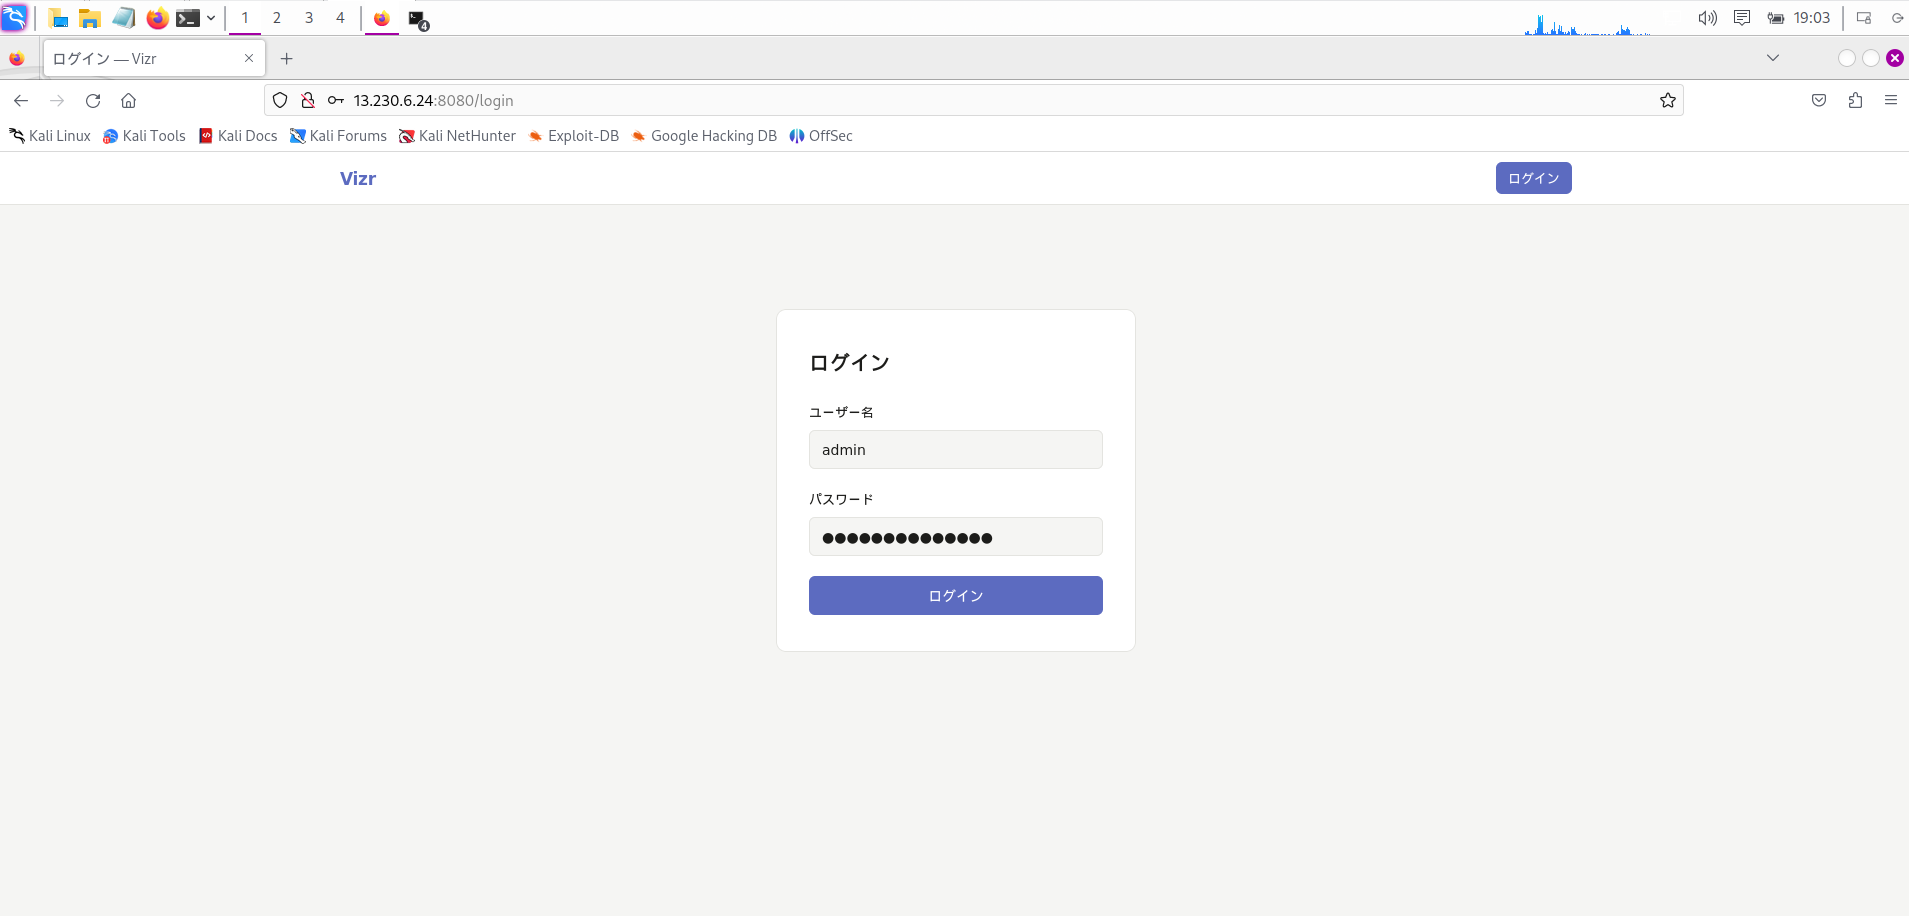 1 2 3 4 4 19:03
ログイン — Vizr
13.230.6.24:8080/login
Kali Linux Kali Tools Kali Docs Kali Forums Kali NetHunter Exploit-DB Google Hacking DB OffSec
Vizr ログイン
ログイン
ユーザー名
admin
パスワード
●●●●●●●●●●●●●●
ログイン